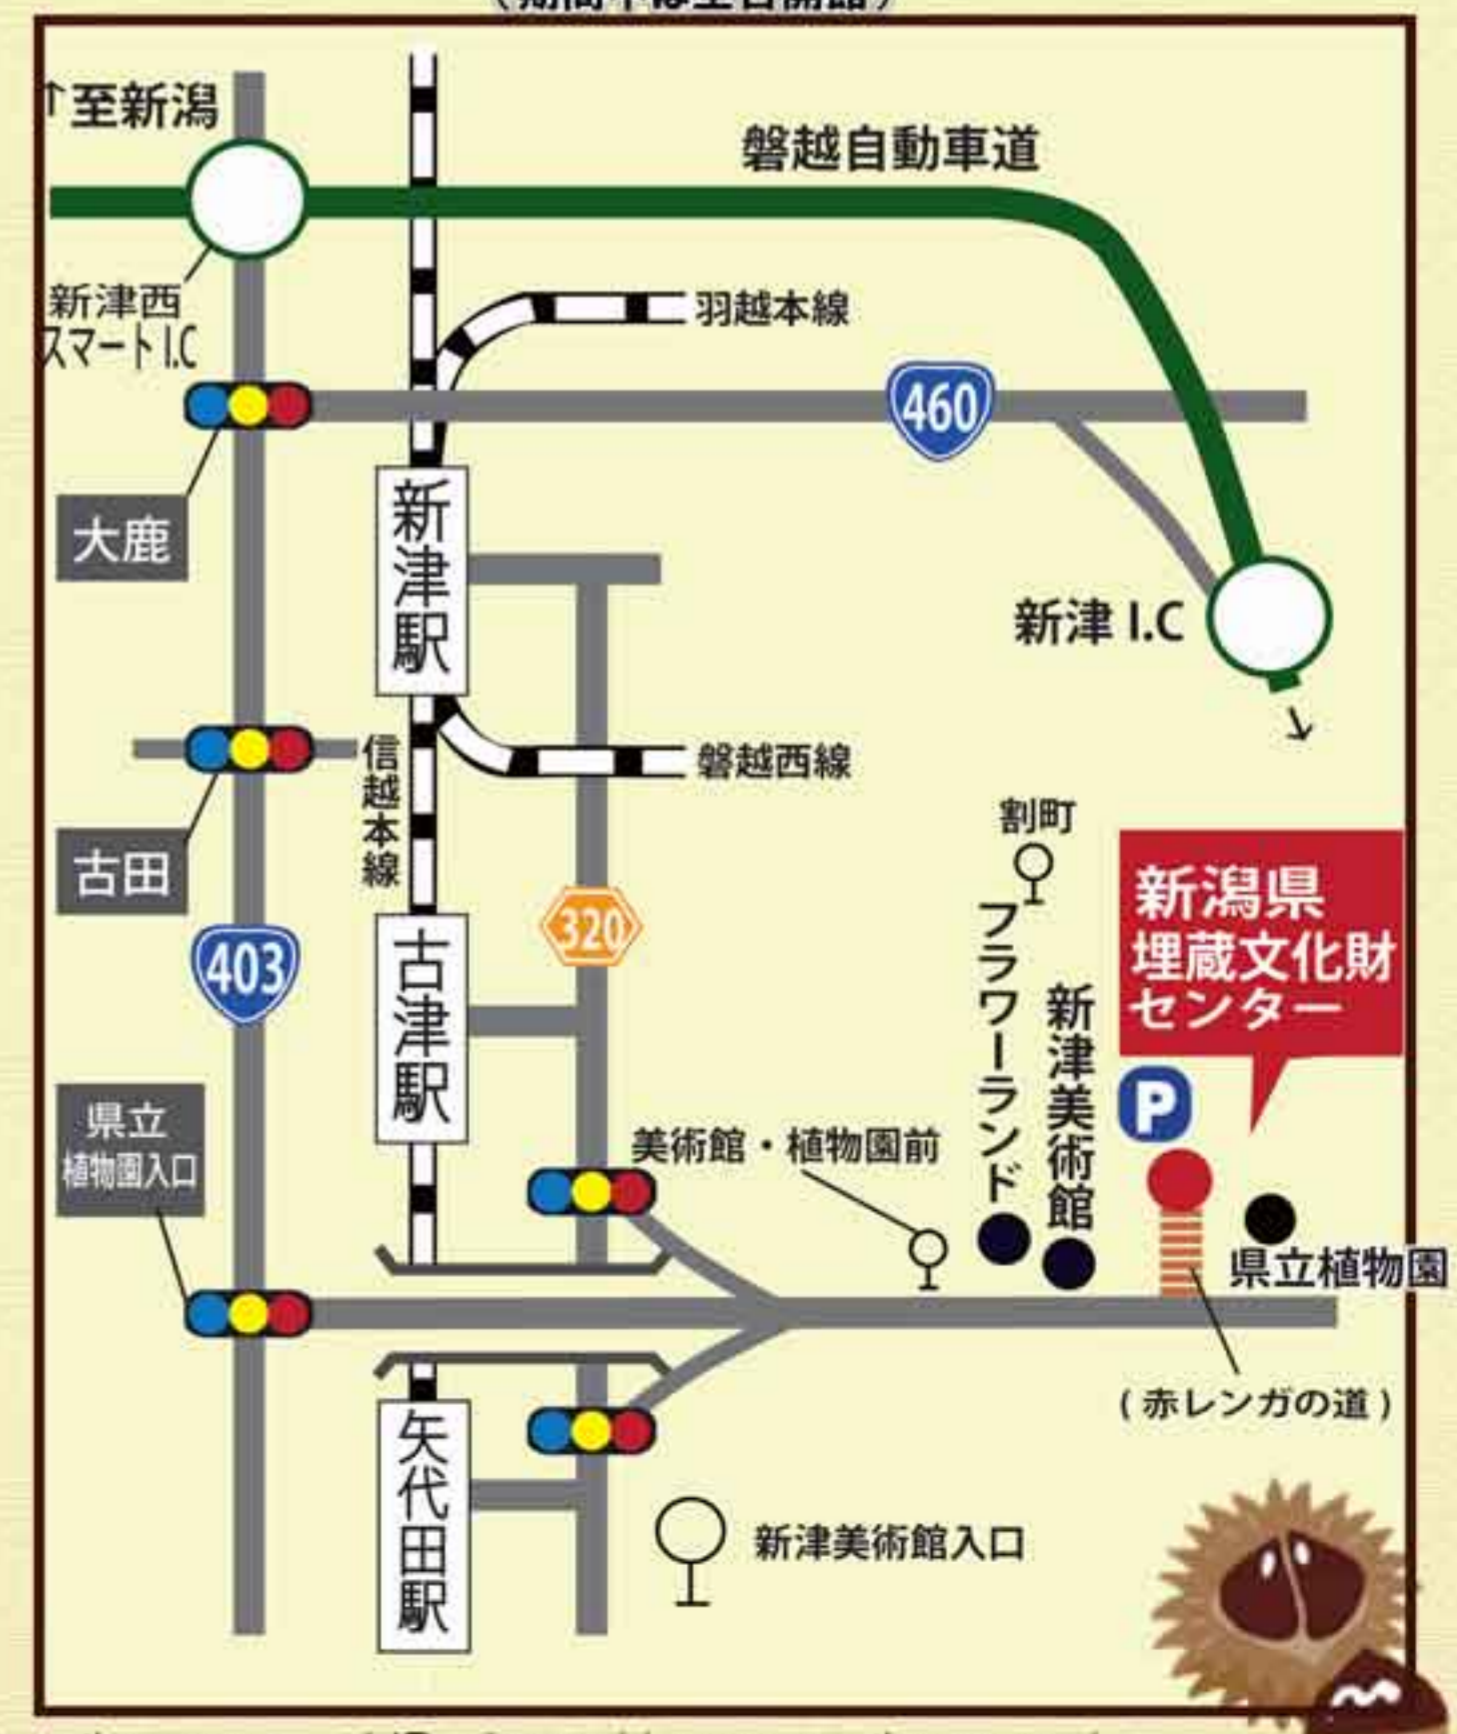 ↑至新潟
磐越自動車道
新津西
スマートI.C
羽越本線
460
大鹿
新津駅
新津 I.C
信越本線
磐越西線
古田
割町
フラワーランド
新潟県
埋蔵文化財
センター
403
320
古津駅
新津美術館
P
県立
植物園入口
美術館・植物園前
県立植物園
(赤レンガの道)
矢代田駅
新津美術館入口